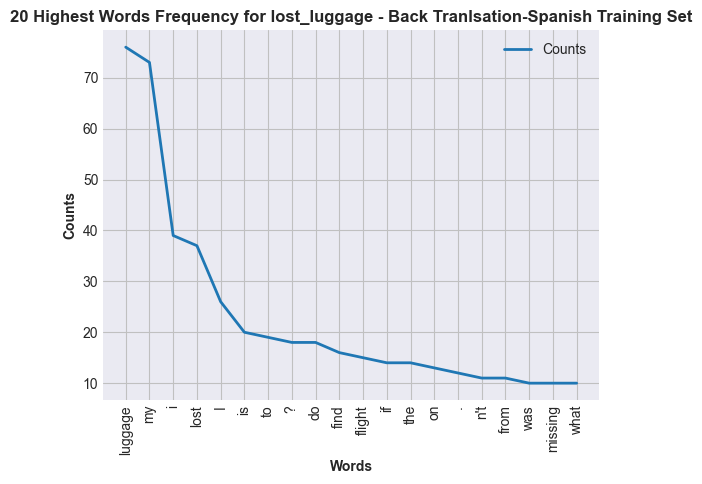 20 Highest Words Frequency for lost_luggage - Back Tranlsation-Spanish Training Set
Counts
Counts
70
60
50
40
30
20
10
luggage
my
i
lost
I
is
to
?
do
find
flight
if
the
on
.
n't
from
was
missing
what
Words